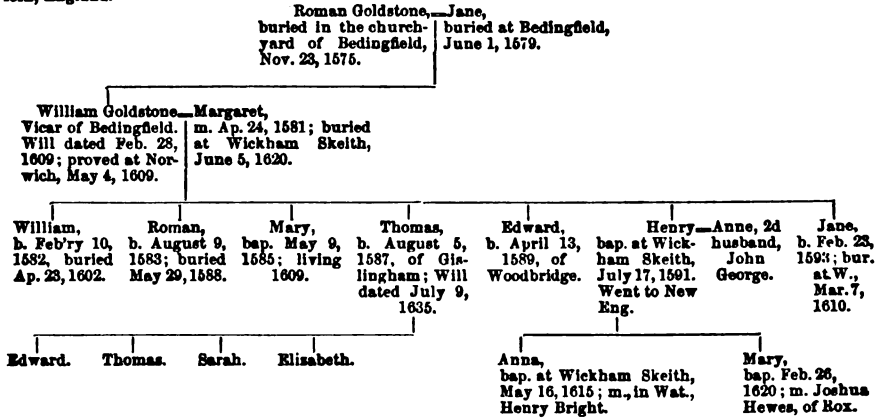 Roman Goldstone,=Jane,
buried in the church- buried at Bedingfield,
yard of Bedingfield, June 1, 1579.
Nov. 23, 1575.
William Goldstone=Margaret,
Vicar of Bedingfield. m. Ap. 24, 1581; buried
Will dated Feb. 28, at Wickham Skeith,
1609; proved at Nor- June 5, 1620.
wich, May 4, 1609.
William,
b. Feb'ry 10,
1582, buried
Ap. 23, 1602.
Roman,
b. August 9,
1583; buried
May 29, 1588.
Mary,
bap. May 9,
1585; living
1609.
Thomas,
b. August 5,
1587, of Gis-
lingham; Will
dated July 9,
1635.
Edward,
b. April 13,
1589, of
Woodbridge.
Henry=Anne, 2d
bap. at Wick- husband,
ham Skeith, John
July 17, 1591. George.
Went to New
Eng.
Jane,
b. Feb. 23,
1593; bur.
at W.,
Mar. 7,
1610.
Edward. Thomas. Sarah. Elisabeth.
Anna,
bap. at Wickham Skeith,
May 16, 1615; m., in Wat.,
Henry Bright.
Mary,
bap. Feb. 26,
1620; m. Joshua
Hewes, of Rox.